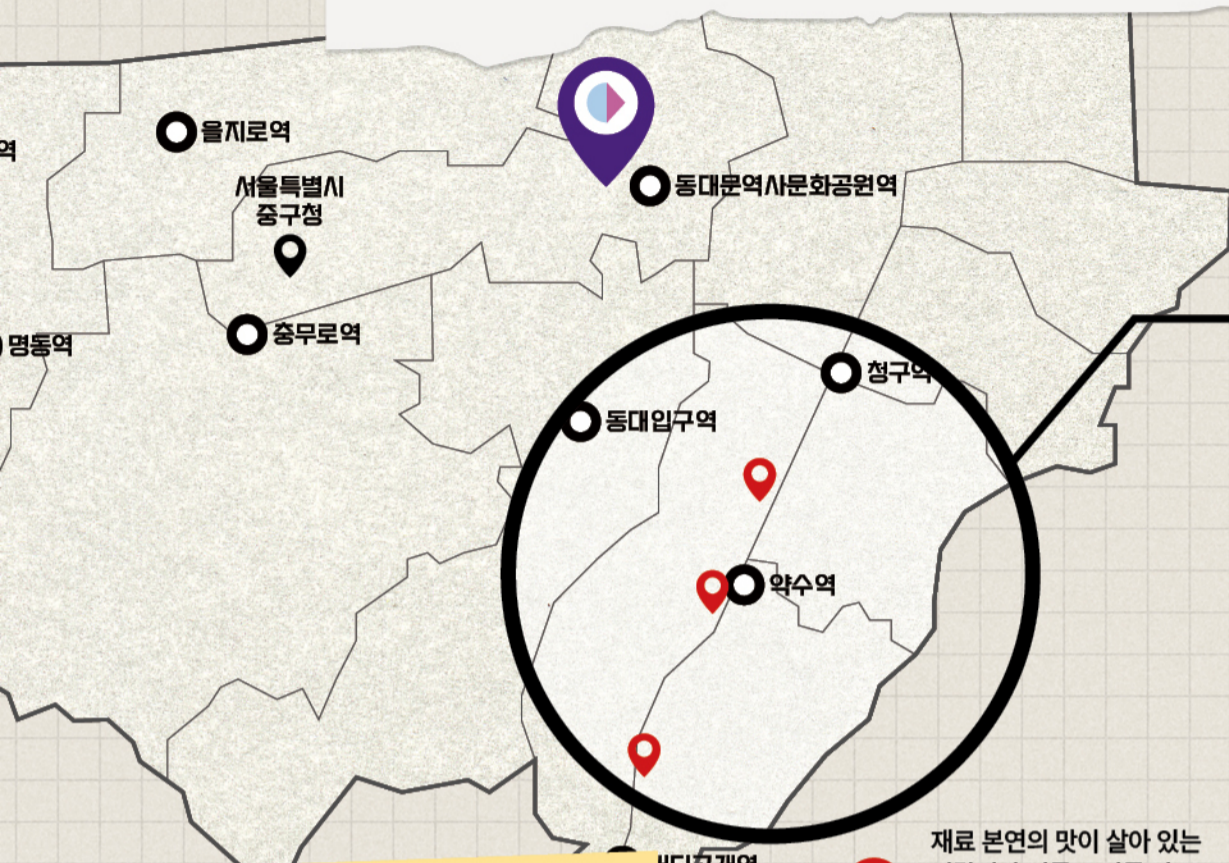 을지로역
역
서울특별시
중구청
동대문역사문화공원역
충무로역
명동역
청구역
동대입구역
약수역
재료 본연의 맛이 살아 있는